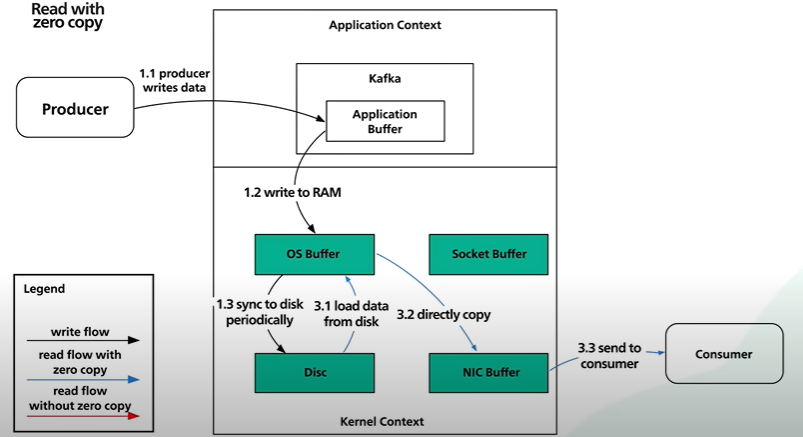 Read with
zero copy
Application Context
1.1 producer
writes data
Kafka
Producer
Application
Buffer
1.2 write to RAM
OS Buffer
Socket Buffer
Legend
1.3 sync to disk
periodically
3.1 load data
from disk
3.2 directly copy
write flow
read flow with
zero copy
read flow
without zero copy
Disc
NIC Buffer
3.3 send to
consumer
Consumer
Kernel Context